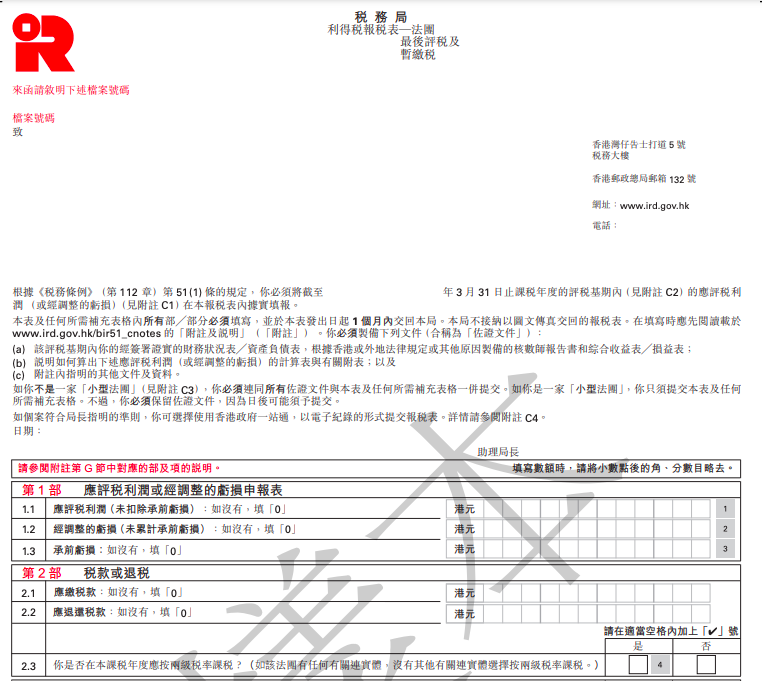 税務局
利得税報税表—法團
最後評税及
暫繳税
來函請敘明下述檔案號碼
檔案號碼
致
香港灣仔告士打道 5 號
税務大樓
香港郵政總局郵箱 132 號
網址：www.ird.gov.hk
電話：
根據《税務條例》（第 112 章）第 51(1) 條的規定，你必須將截至 年 3 月 31 日止課税年度的評税基期內（見附註 C2）的應評税利
潤（或經調整的虧損）（見附註 C1）在本報税表內據實填報。
本表及任何所需補充表格內所有部／部分必須填寫，並於本表發出日起 1 個月內交回本局。本局不接納以圖文傳真交回的報税表。在填寫時應先閱讀載於
www.ird.gov.hk/bir51_cnotes 的「附註及説明」（「附註」）。你必須製備下列文件（合稱為「佐證文件」）：
(a) 該評税基期內你的經簽署證實的財務狀況表／資產負債表，根據香港或外地法律規定或其他原因製備的核數師報告書和綜合收益表／損益表；
(b) 説明如何算出下述應評税利潤（或經調整的虧損）的計算表與有關附表；以及
(c) 附註內指明的其他文件及資料。
如你不是一家「小型法團」（見附註 C3），你必須連同所有佐證文件與本表及任何所需補充表格一併提交。如你是一家「小型法團」，你只須提交本表及任何
所需補充表格。不過，你必須保留佐證文件，因為日後可能須予提交。
如個案符合局長指明的準則，你可選擇使用香港政府一站通，以電子紀錄的形式提交報税表。詳情請參閱附註 C4。
日期：
助理局長
請參閱附註第 G 節中對應的部及項的説明。 填寫數額時，請將小數點後的角、分數目略去。
第 1 部 應評税利潤或經調整的虧損申報表
1.1 應評税利潤（未扣除承前虧損）：如沒有，填「0」 港元 1
1.2 經調整的虧損（未累計承前虧損）：如沒有，填「0」 港元 2
1.3 承前虧損：如沒有，填「0」 港元 3
第 2 部 税款或退税
2.1 應繳税款：如沒有，填「0」 港元
2.2 應退還税款：如沒有，填「0」 港元
請在適當空格內加上「✔」號
是 否
2.3 你是否在本課税年度應按兩級税率課税？（如該法團有任何有關連實體，沒有其他有關連實體選擇按兩級税率課税。） 4
樣本